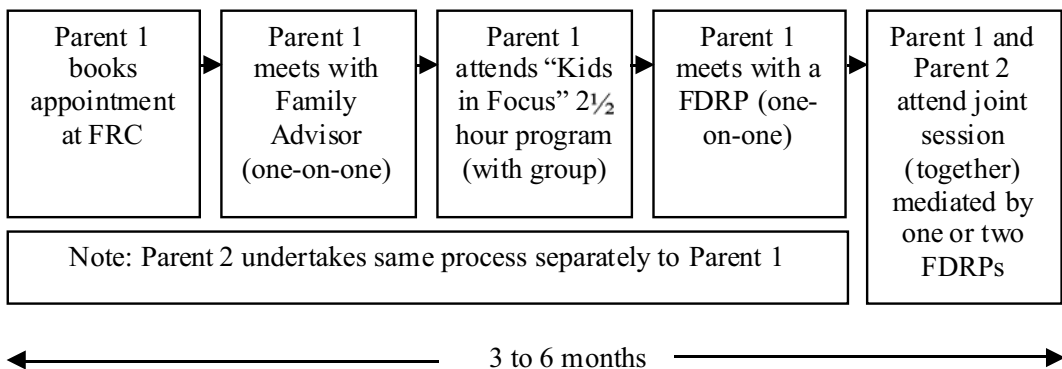 Parent 1
books
appointment
at FRC
Parent 1
meets with
Family
Advisor
(one-on-one)
Parent 1
attends “Kids
in Focus” 2½
hour program
(with group)
Parent 1
meets with a
FDRP (one-
on-one)
Parent 1 and
Parent 2
attend joint
session
(together)
mediated by
one or two
FDRPs
Note: Parent 2 undertakes same process separately to Parent 1
3 to 6 months